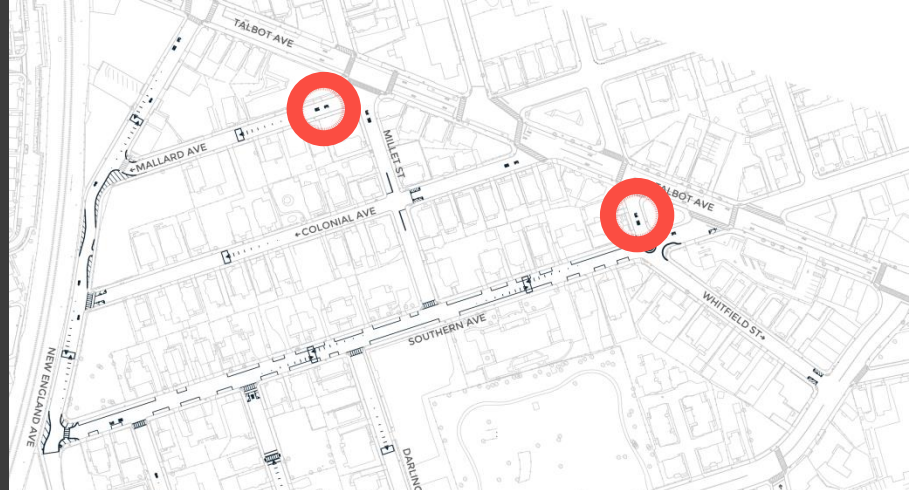 TALBOT AVE
←MALLARD AVE
MILLET ST
←COLONIAL AVE
TALBOT AVE
WHITFIELD ST→
SOUTHERN AVE
NEW ENGLAND AVE
DARLING